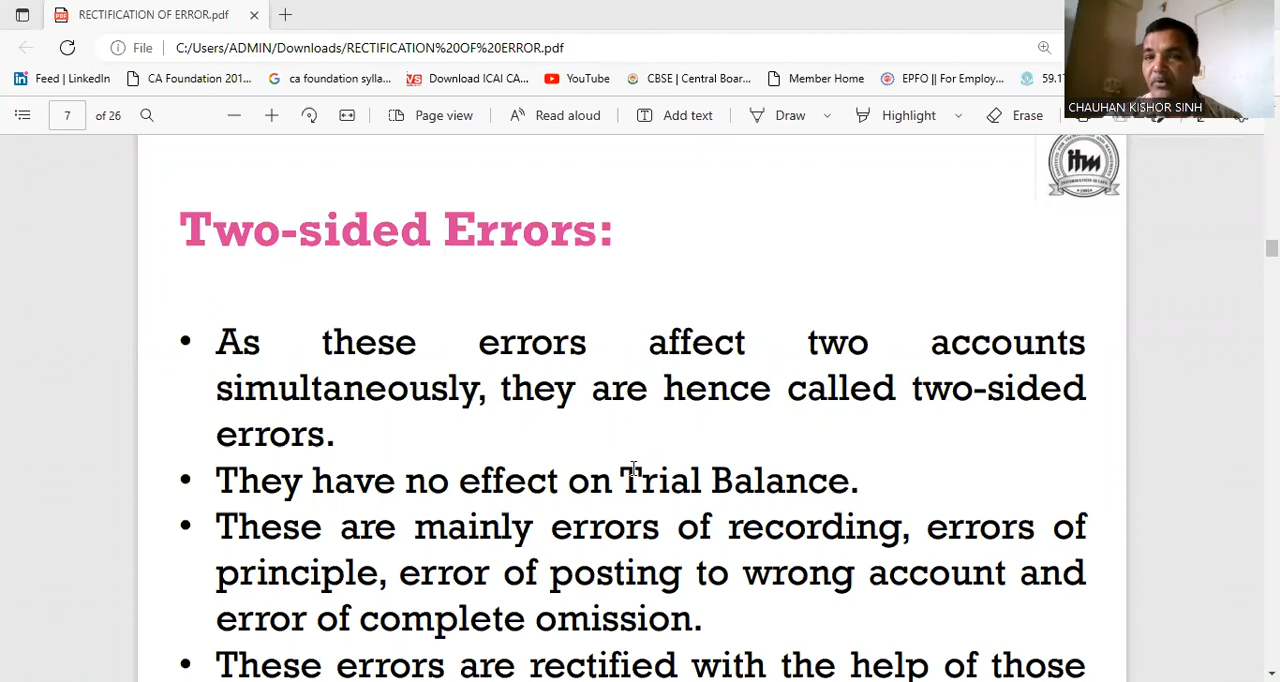 RECTIFICATION OF ERROR.pdf
File
C:/Users/ADMIN/Downloads/RECTIFICATION%20OF%20ERROR.pdf
Feed | LinkedIn
CA Foundation 201...
ca foundation sylla...
Download ICAI CA...
YouTube
CBSE | Central Boar...
Member Home
EPFO || For Employ...
CHAUHAN KISHOR SINH
7
of 26
Page view
Read aloud
Add text
Draw
Highlight
Erase
itm
Two-sided Errors:
• As these errors affect two accounts
simultaneously, they are hence called two-sided
errors.
• They have no effect on Trial Balance.
• These are mainly errors of recording, errors of
principle, error of posting to wrong account and
error of complete omission.
• These errors are rectified with the help of those